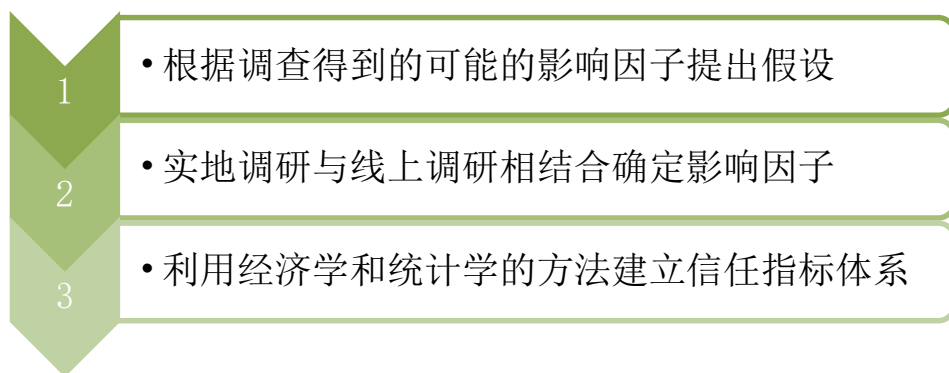 1
• 根据调查得到的可能的影响因子提出假设
2
• 实地调研与线上调研相结合确定影响因子
3
• 利用经济学和统计学的方法建立信任指标体系